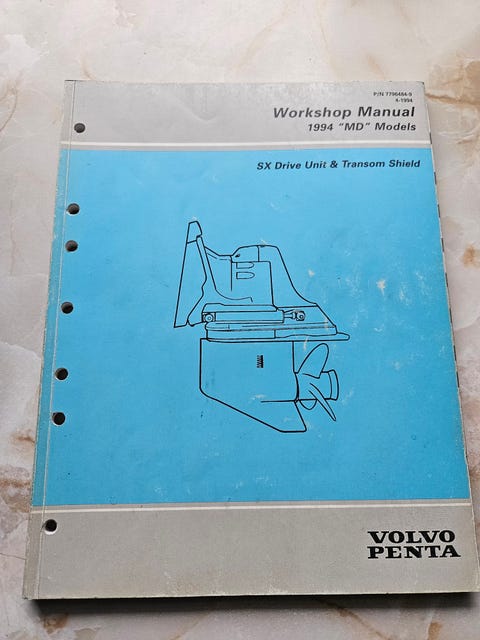 P/N 7796484-9
4-1994
Workshop Manual
1994 "MD" Models
SX Drive Unit & Transom Shield
VOLVO
PENTA